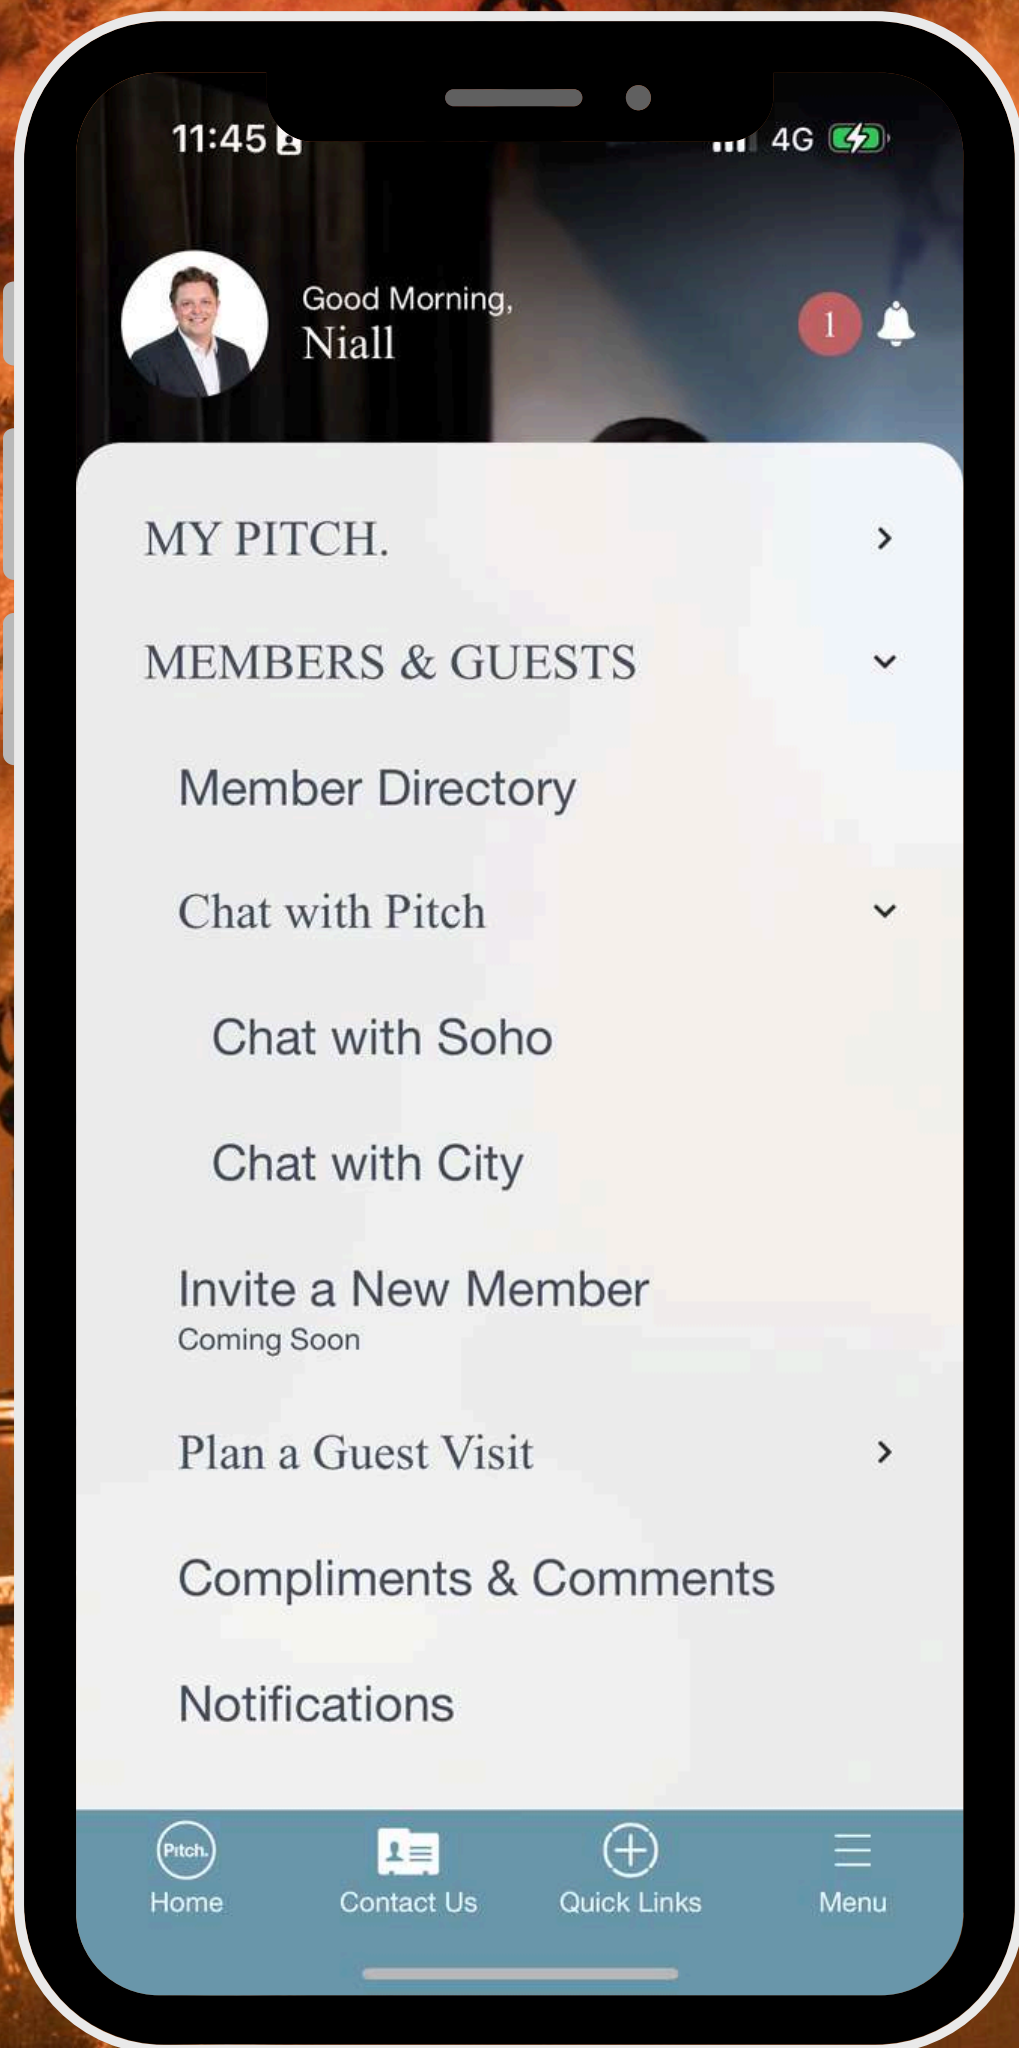 11:45
4G
Good Morning,
Niall
1
MY PITCH.
MEMBERS & GUESTS
Member Directory
Chat with Pitch
Chat with Soho
Chat with City
Invite a New Member
Coming Soon
Plan a Guest Visit
Compliments & Comments
Notifications
Pitch.
Home
Contact Us
Quick Links
Menu